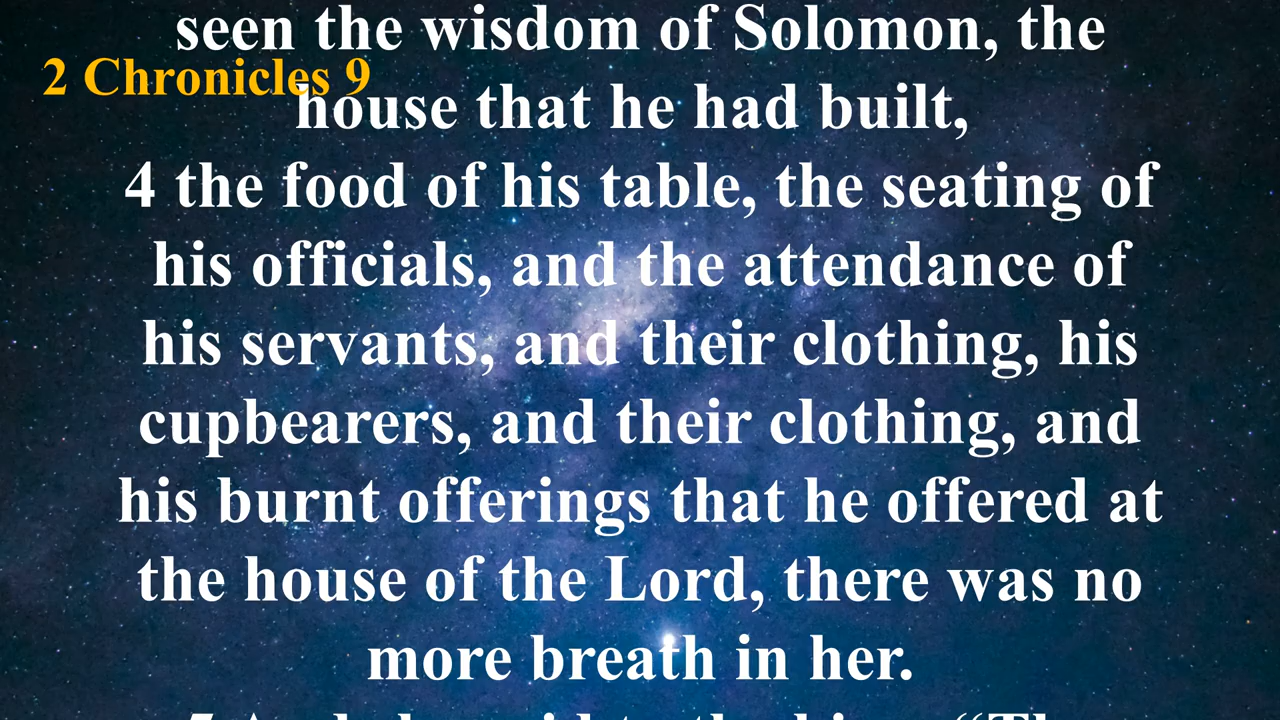 seen the wisdom of Solomon, the
2 Chronicles 9
house that he had built,
4 the food of his table, the seating of
his officials, and the attendance of
his servants, and their clothing, his
cupbearers, and their clothing, and
his burnt offerings that he offered at
the house of the Lord, there was no
more breath in her.